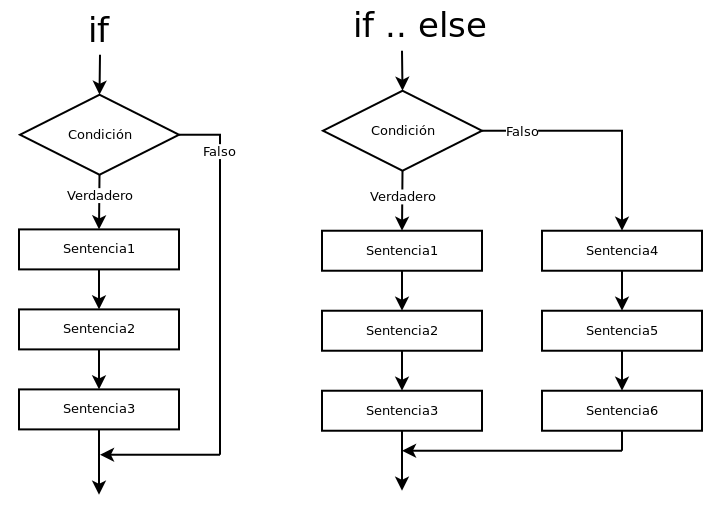 if
Condición
Falso
Verdadero
Sentencia1
Sentencia2
Sentencia3
if .. else
Condición
Falso
Verdadero
Sentencia1
Sentencia4
Sentencia2
Sentencia5
Sentencia3
Sentencia6